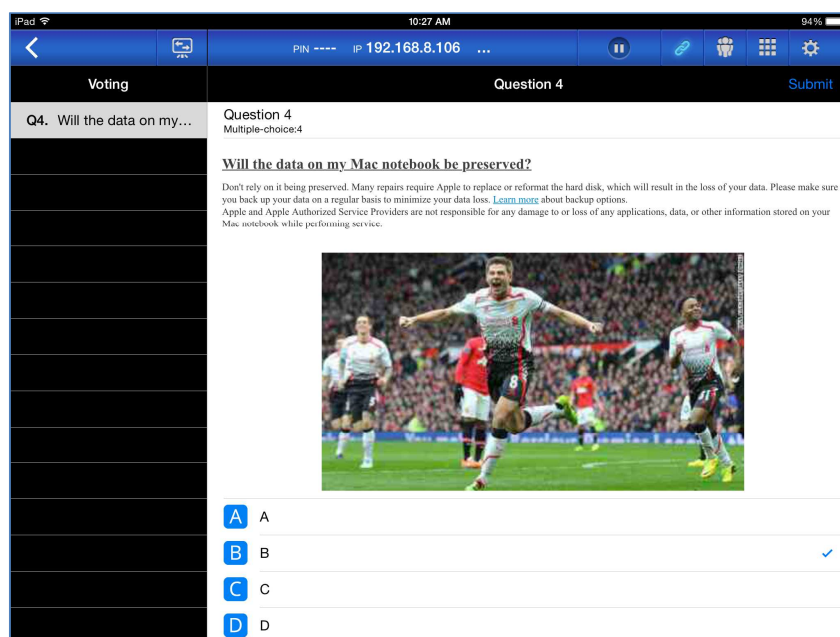 iPad 10:27 AM 94%
PIN ---- IP 192.168.8.106 ...
Voting Question 4 Submit
Q4. Will the data on my...
Question 4
Multiple-choice:4
Will the data on my Mac notebook be preserved?
Don't rely on it being preserved. Many repairs require Apple to replace or reformat the hard disk, which will result in the loss of your data. Please make sure
you back up your data on a regular basis to minimize your data loss. Learn more about backup options.
Apple and Apple Authorized Service Providers are not responsible for any damage to or loss of any applications, data, or other information stored on your
Mac notebook while performing service.
8
A A
B B
C C
D D